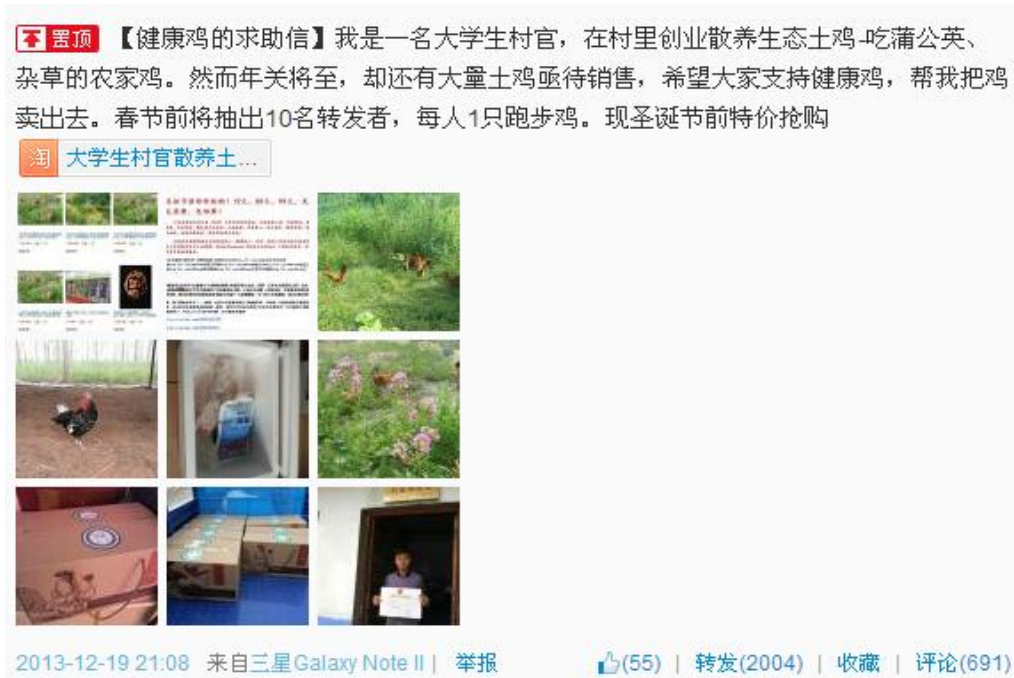 置顶 【健康鸡的求助信】我是一名大学生村官，在村里创业散养生态土鸡-吃蒲公英、
杂草的农家鸡。然而年关将至，却还有大量土鸡亟待销售，希望大家支持健康鸡，帮我把鸡
卖出去。春节前将抽出10名转发者，每人1只跑步鸡。现圣诞节前特价抢购
淘 大学生村官散养土...
2013-12-19 21:08 来自三星Galaxy Note II | 举报 (55) | 转发(2004) | 收藏 | 评论(691)